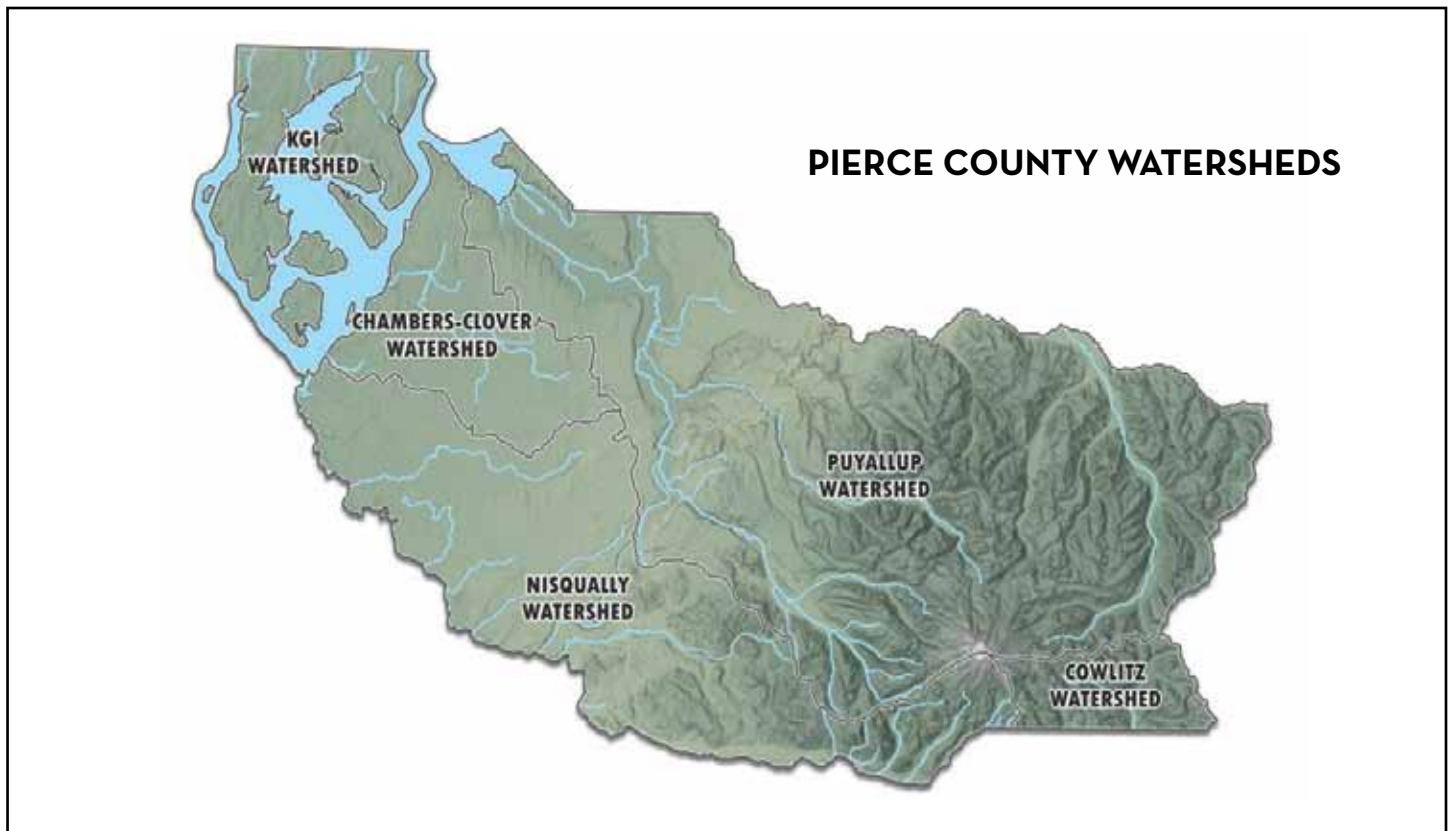 PIERCE COUNTY WATERSHEDS
KGI
WATERSHED
CHAMBERS-CLOVER
WATERSHED
PUYALLUP
WATERSHED
NISQUALLY
WATERSHED
COWLITZ
WATERSHED